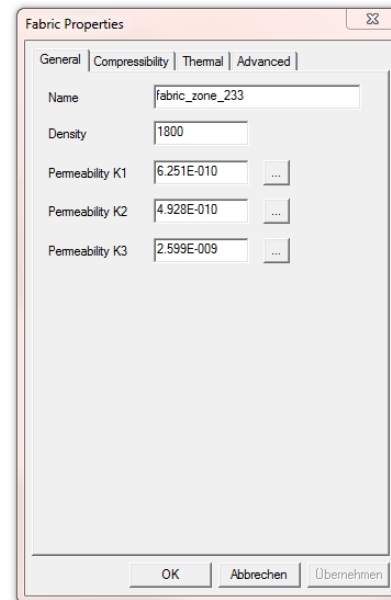 Fabric Properties
General Compressibility Thermal Advanced
Name fabric_zone_233
Density 1800
Permeability K1 6.251E-010 ...
Permeability K2 4.928E-010 ...
Permeability K3 2.599E-009 ...
OK Abbrechen Übernehmen